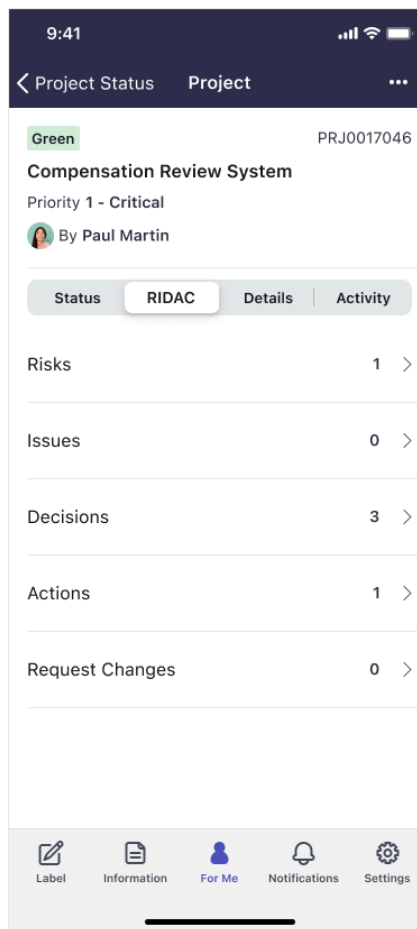 9:41
Project Status Project
Green PRJ0017046
Compensation Review System
Priority 1 - Critical
By Paul Martin
Status RIDAC Details Activity
Risks 1
Issues 0
Decisions 3
Actions 1
Request Changes 0
Label Information For Me Notifications Settings